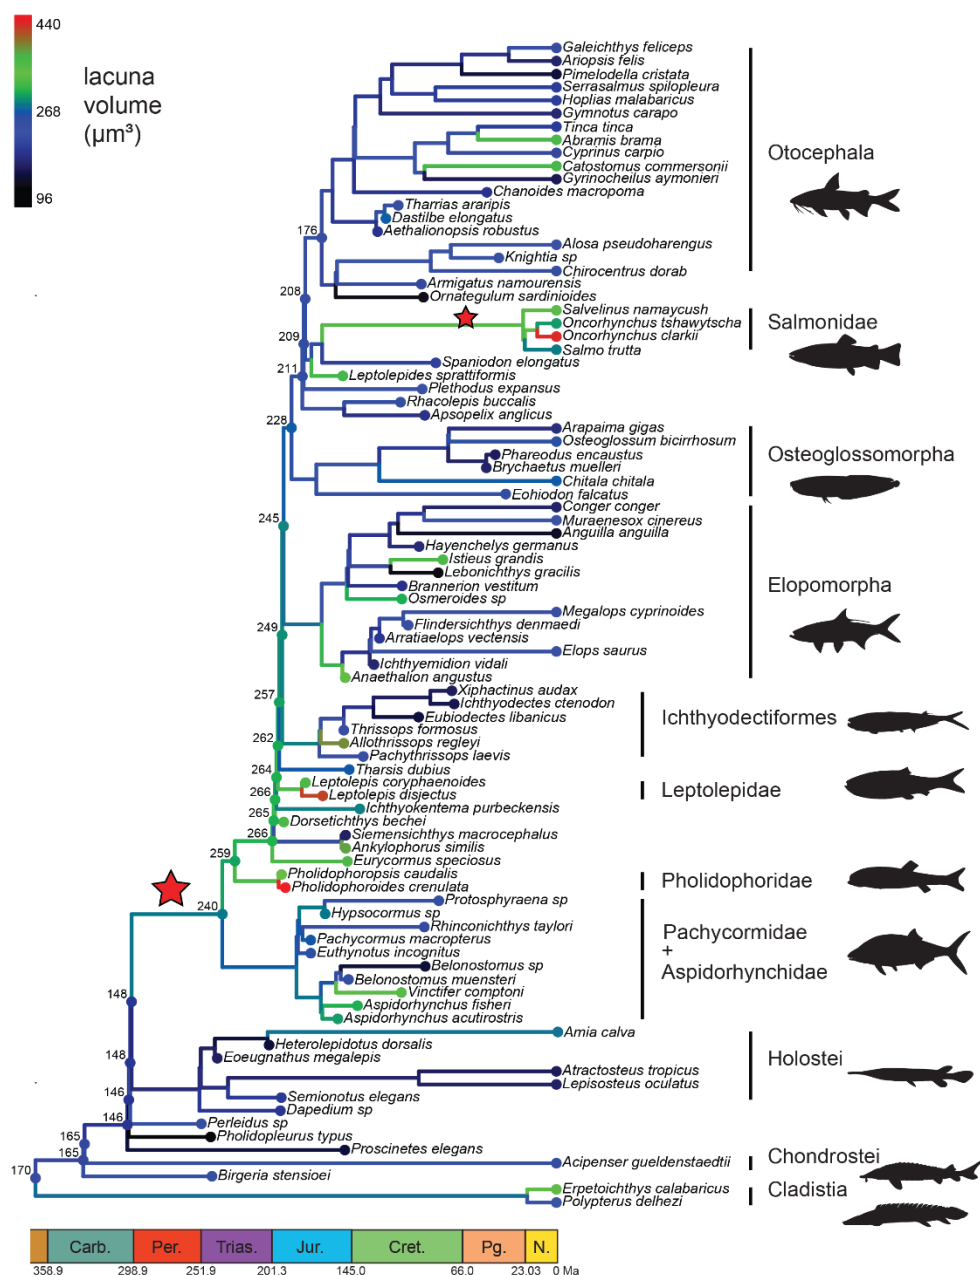 440
lacuna
volume
(µm³)
268
96
Galeichthys feliceps
Ariopsis felis
Pimelodella cristata
Serrasalmus spilopleura
Hoplias malabaricus
Gymnotus carapo
Tinca tinca
Abramis brama
Cyprinus carpio
Catostomus commersonii
Gyrinocheilus aymonieri
Chanoides macropoma
Tharrias araripis
Dastilbe elongatus
Aethalionopsis robustus
Alosa pseudoharengus
Knightia sp
Chirocentrus dorab
Armigatus namourensis
Ornategulum sardinioides
Otocephala
176
208
Salvelinus namaycush
Oncorhynchus tshawytscha
Oncorhynchus clarkii
Salmo trutta
Salmonidae
209
Spaniodon elongatus
Leptolepides sprattiformis
211
Plethodus expansus
Rhacolepis buccalis
Apsopelix anglicus
228
Arapaima gigas
Osteoglossum bicirrhosum
Phareodus encaustus
Brychaetus muelleri
Chitala chitala
Eohiodon falcatus
Osteoglossomorpha
245
Conger conger
Muraenesox cinereus
Anguilla anguilla
Hayenchelys germanus
Istieus grandis
Lebonichthys gracilis
Brannerion vestitum
Osmeroides sp
Megalops cyprinoides
Flindersichthys denmaedi
Arratiaelops vectensis
Elops saurus
Ichthyemidion vidali
Anaethalion angustus
Elopomorpha
249
257
Xiphactinus audax
Ichthyodectes ctenodon
Eubiodectes libanicus
Thrissops formosus
Allothrissops regleyi
Pachythrissops laevis
Ichthyodectiformes
262
Tharsis dubius
264
Leptolepis coryphaenoides
Leptolepis disjectus
Leptolepidae
266
Ichthyokentema purbeckensis
265
Dorsetichthys bechei
266
Siemensichthys macrocephalus
Ankylophorus similis
Eurycormus speciosus
259
Pholidophoropsis caudalis
Pholidophoroides crenulata
Pholidophoridae
240
Protosphyraena sp
Hypsocormus sp
Rhinconichthys taylori
Pachycormus macropterus
Euthynotus incognitus
Belonostomus sp
Belonostomus muensteri
Vinctifer comptoni
Aspidorhynchus fisheri
Aspidorhynchus acutirostris
Pachycormidae
+
Aspidorhynchidae
148
148
Amia calva
Heterolepidotus dorsalis
Eoeugnathus megalepis
Atractosteus tropicus
Lepisosteus oculatus
Semionotus elegans
Dapedium sp
Holostei
146
146
Perleidus sp
Pholidopleurus typus
Proscinetes elegans
165
165
Acipenser gueldenstaedtii
Birgeria stensioei
Chondrostei
170
Erpetoichthys calabaricus
Polypterus delhezi
Cladistia
Carb. Per. Trias. Jur. Cret. Pg. N.
358.9 298.9 251.9 201.3 145.0 66.0 23.03 0 Ma